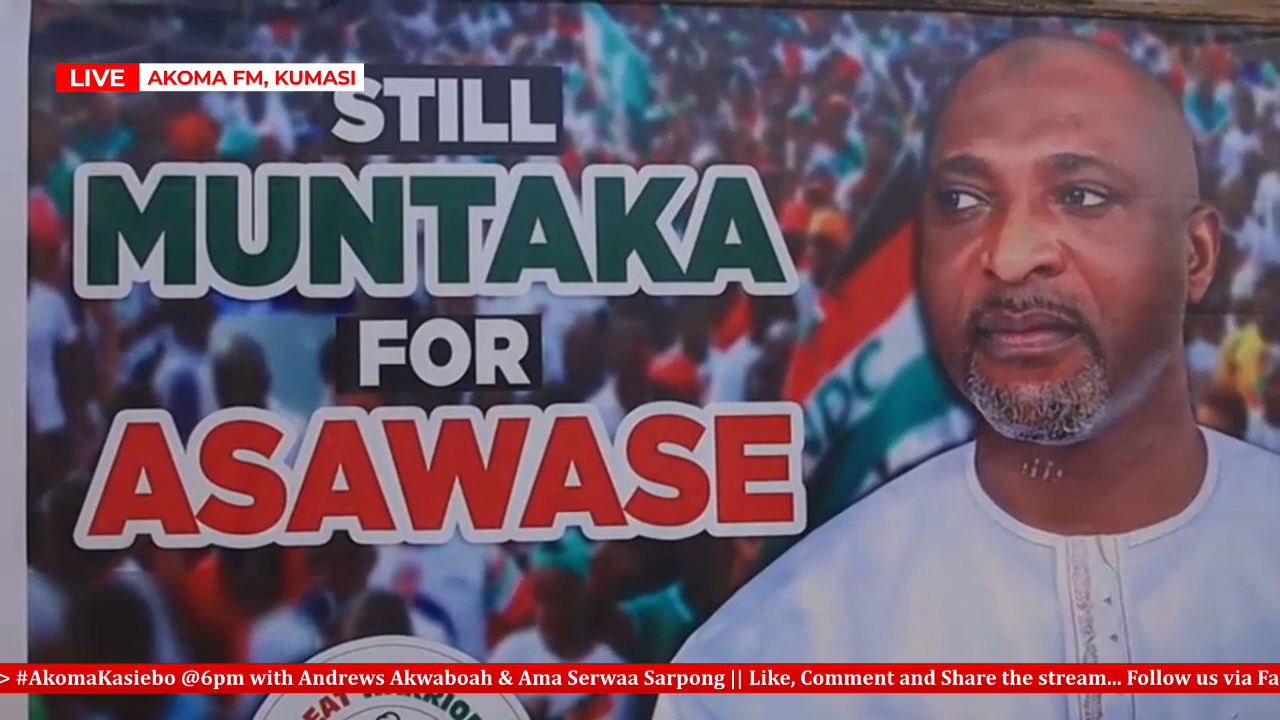 LIVE AKOMA FM, KUMASI
STILL
MUNTAKA
FOR
ASAWASE
> #AkomaKasiebo @6pm with Andrews Akwaboah & Ama Serwaa Sarpong || Like, Comment and Share the stream... Follow us via Fa